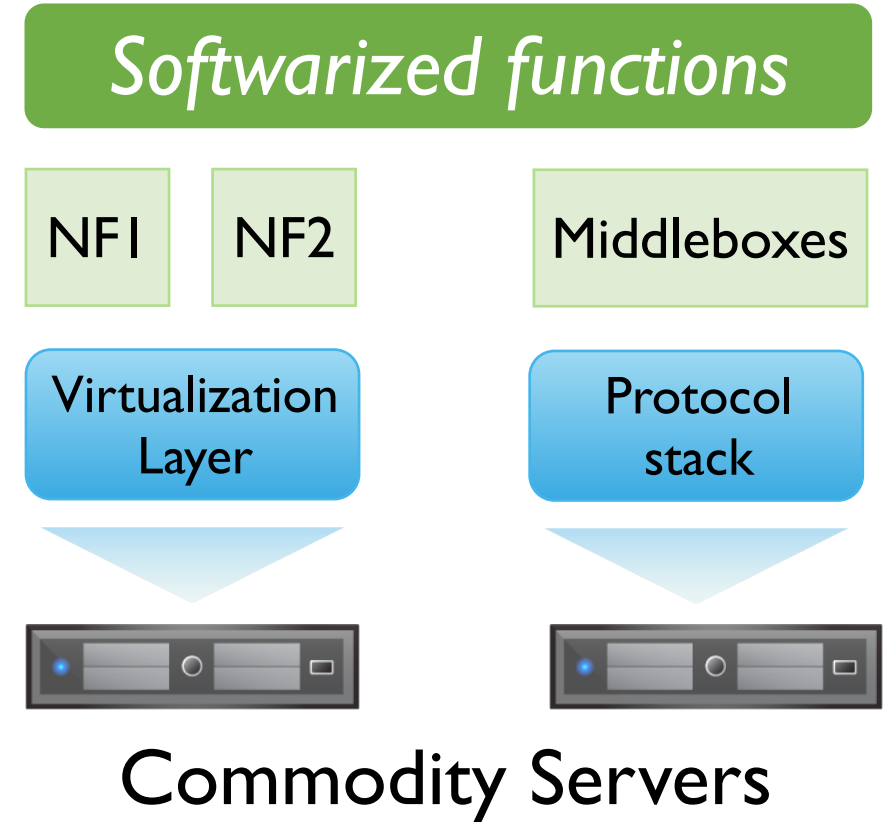 Softwarized functions
NF1
NF2
Middleboxes
Virtualization
Layer
Protocol
stack
Commodity Servers